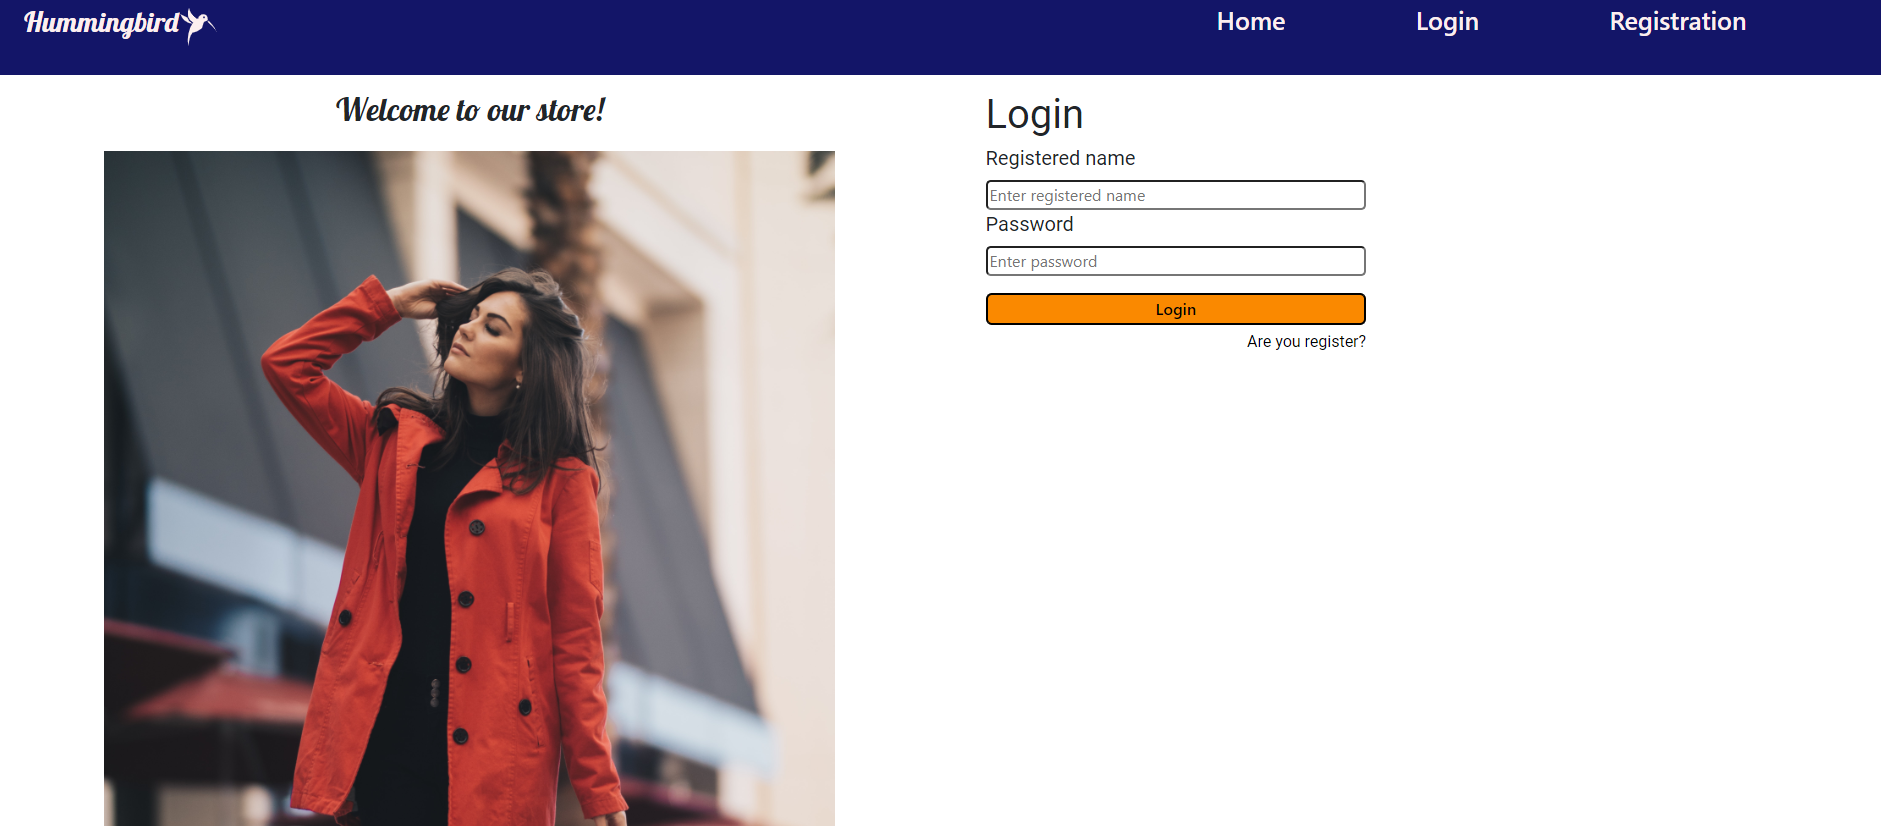 Hummingbird
Home Login Registration
Welcome to our store!
Login
Registered name
Enter registered name
Password
Enter password
Login
Are you register?